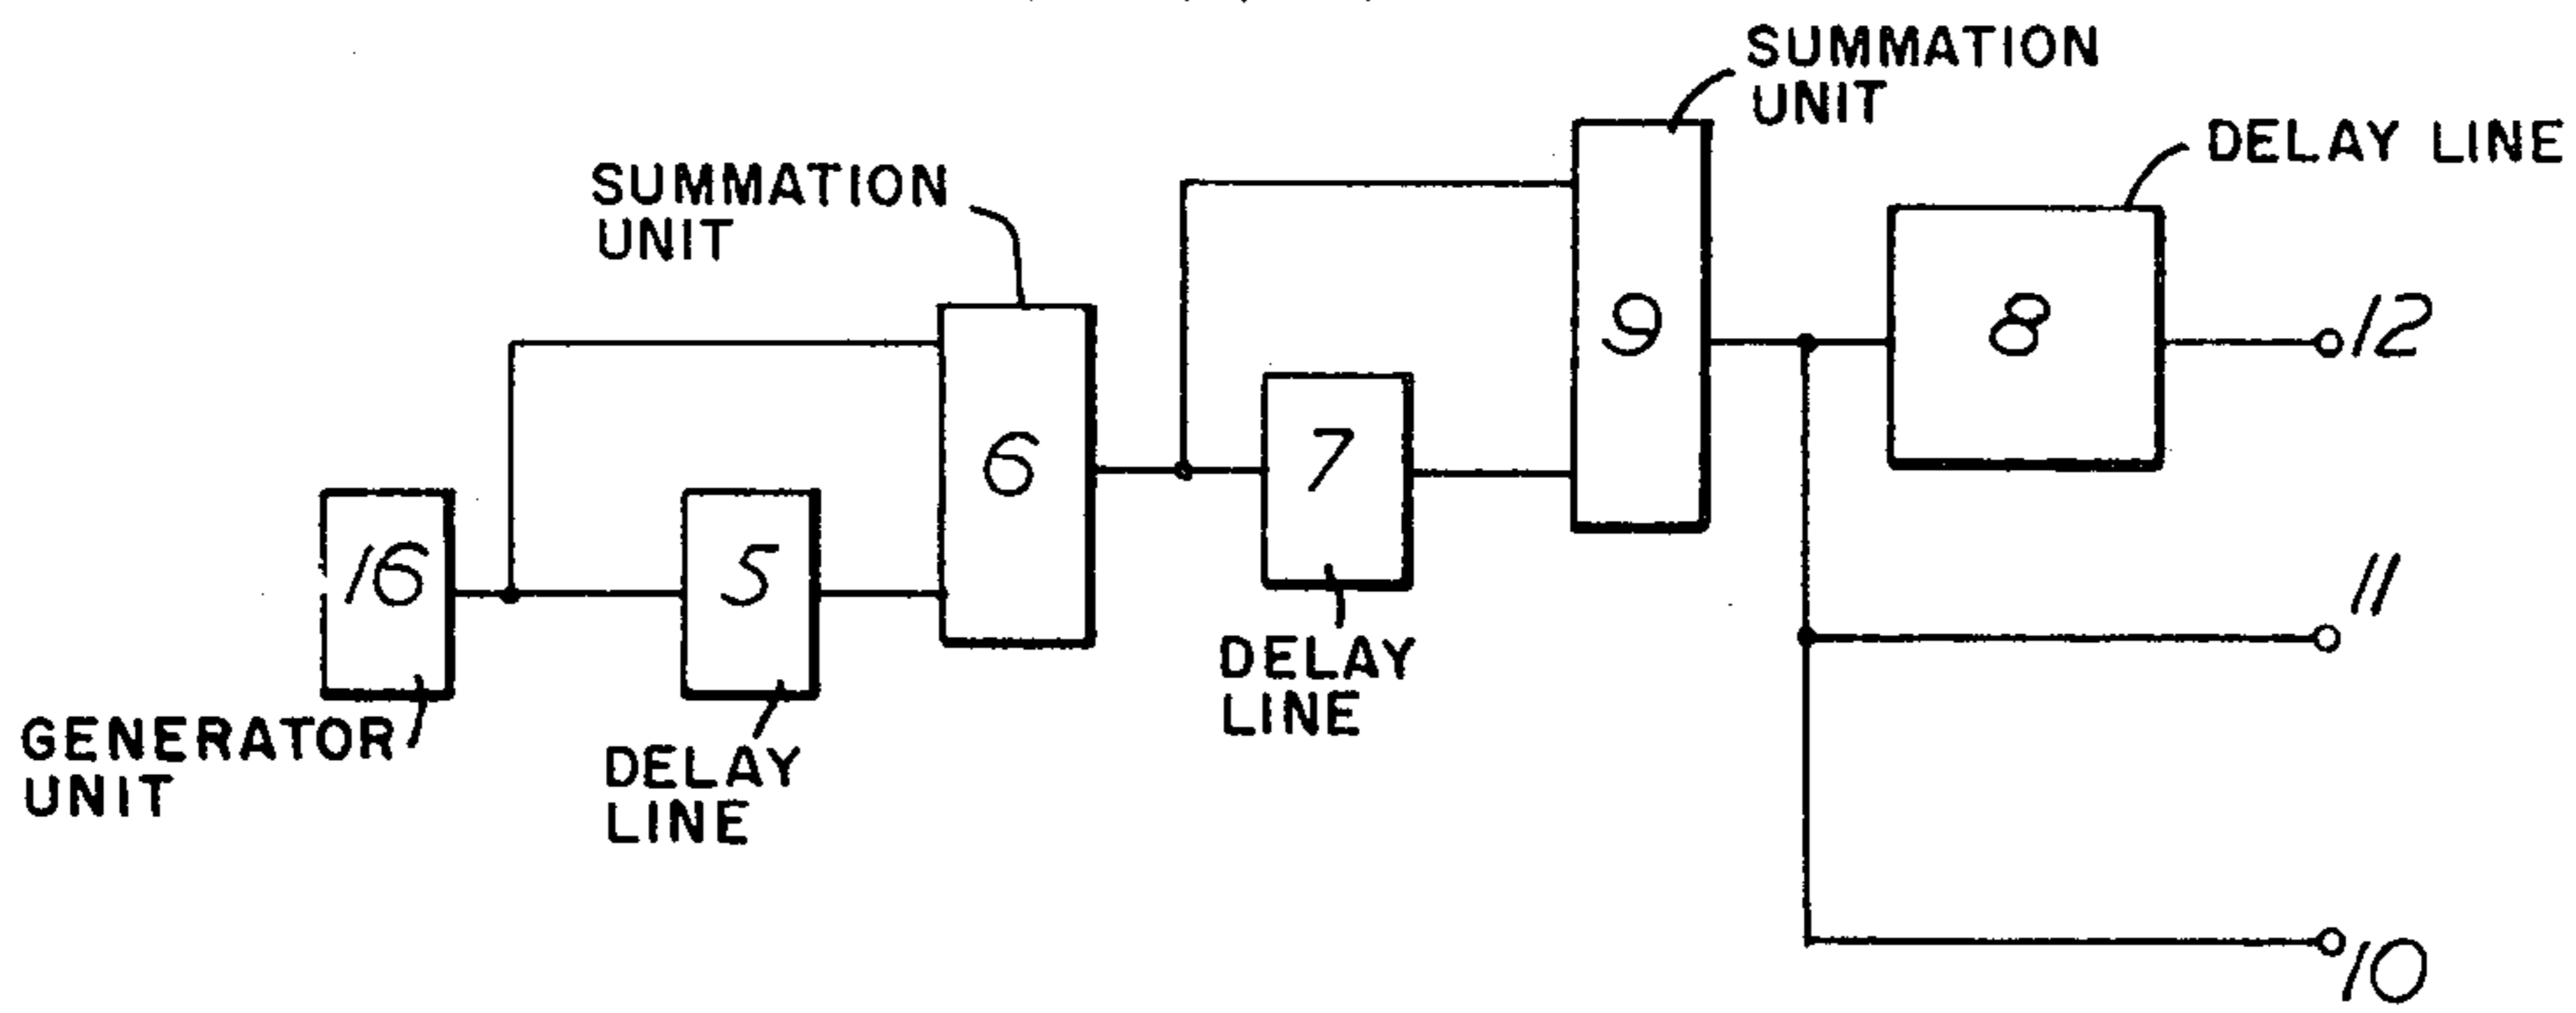 SUMMATION
UNIT
DELAY LINE
SUMMATION
UNIT
9
8
12
6
7
11
16
5
DELAY
LINE
GENERATOR
UNIT
DELAY
LINE
10